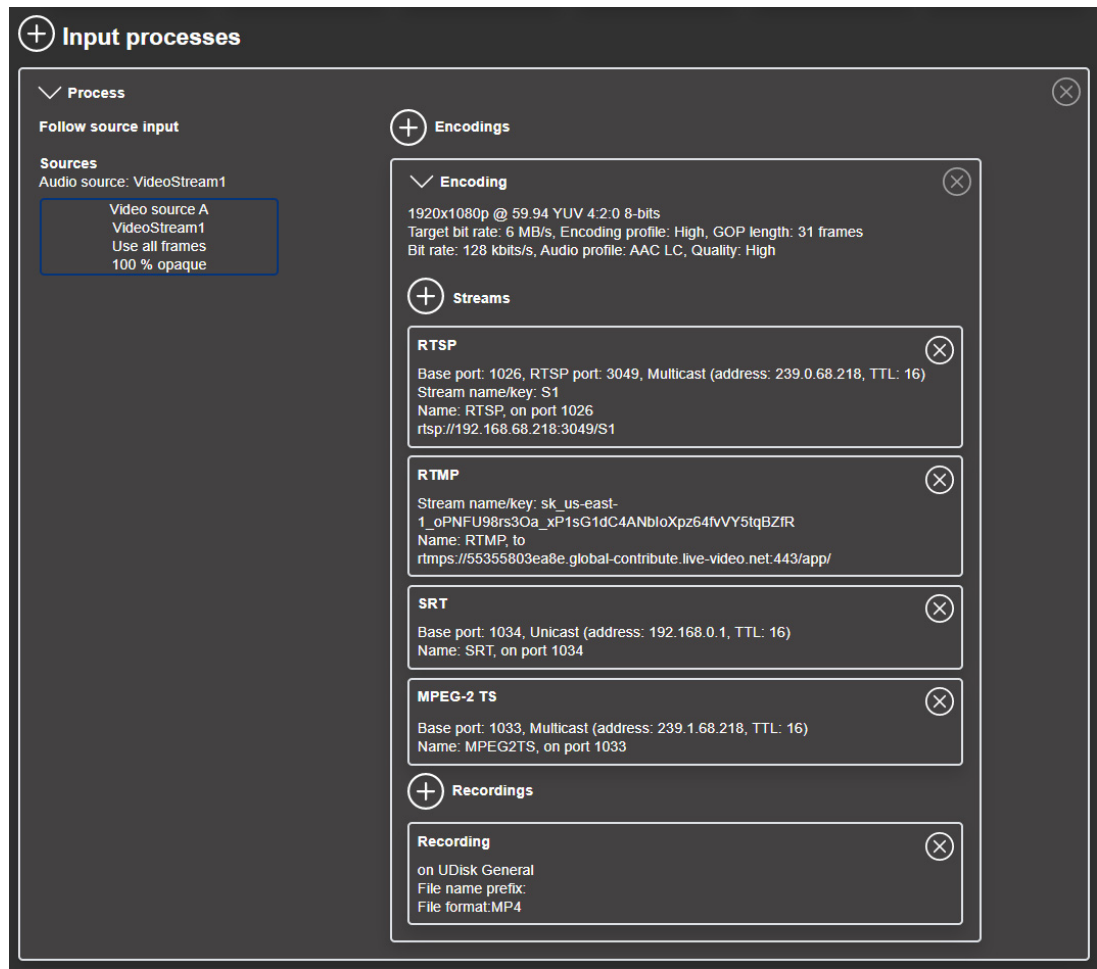 Input processes
Process
Follow source input
Sources
Audio source: VideoStream1
Video source A
VideoStream1
Use all frames
100 % opaque
Encodings
Encoding
1920x1080p @ 59.94 YUV 4:2:0 8-bits
Target bit rate: 6 MB/s, Encoding profile: High, GOP length: 31 frames
Bit rate: 128 kbits/s, Audio profile: AAC LC, Quality: High
Streams
RTSP
Base port: 1026, RTSP port: 3049, Multicast (address: 239.0.68.218, TTL: 16)
Stream name/key: S1
Name: RTSP, on port 1026
rtsp://192.168.68.218:3049/S1
RTMP
Stream name/key: sk_us-east-
1_oPNFU98rs3Oa_xP1sG1dC4ANbIoXpz64fvVY5tqBZfR
Name: RTMP, to
rtmps://55355803ea8e.global-contribute.live-video.net:443/app/
SRT
Base port: 1034, Unicast (address: 192.168.0.1, TTL: 16)
Name: SRT, on port 1034
MPEG-2 TS
Base port: 1033, Multicast (address: 239.1.68.218, TTL: 16)
Name: MPEG2TS, on port 1033
Recordings
Recording
on UDisk General
File name prefix:
File format:MP4